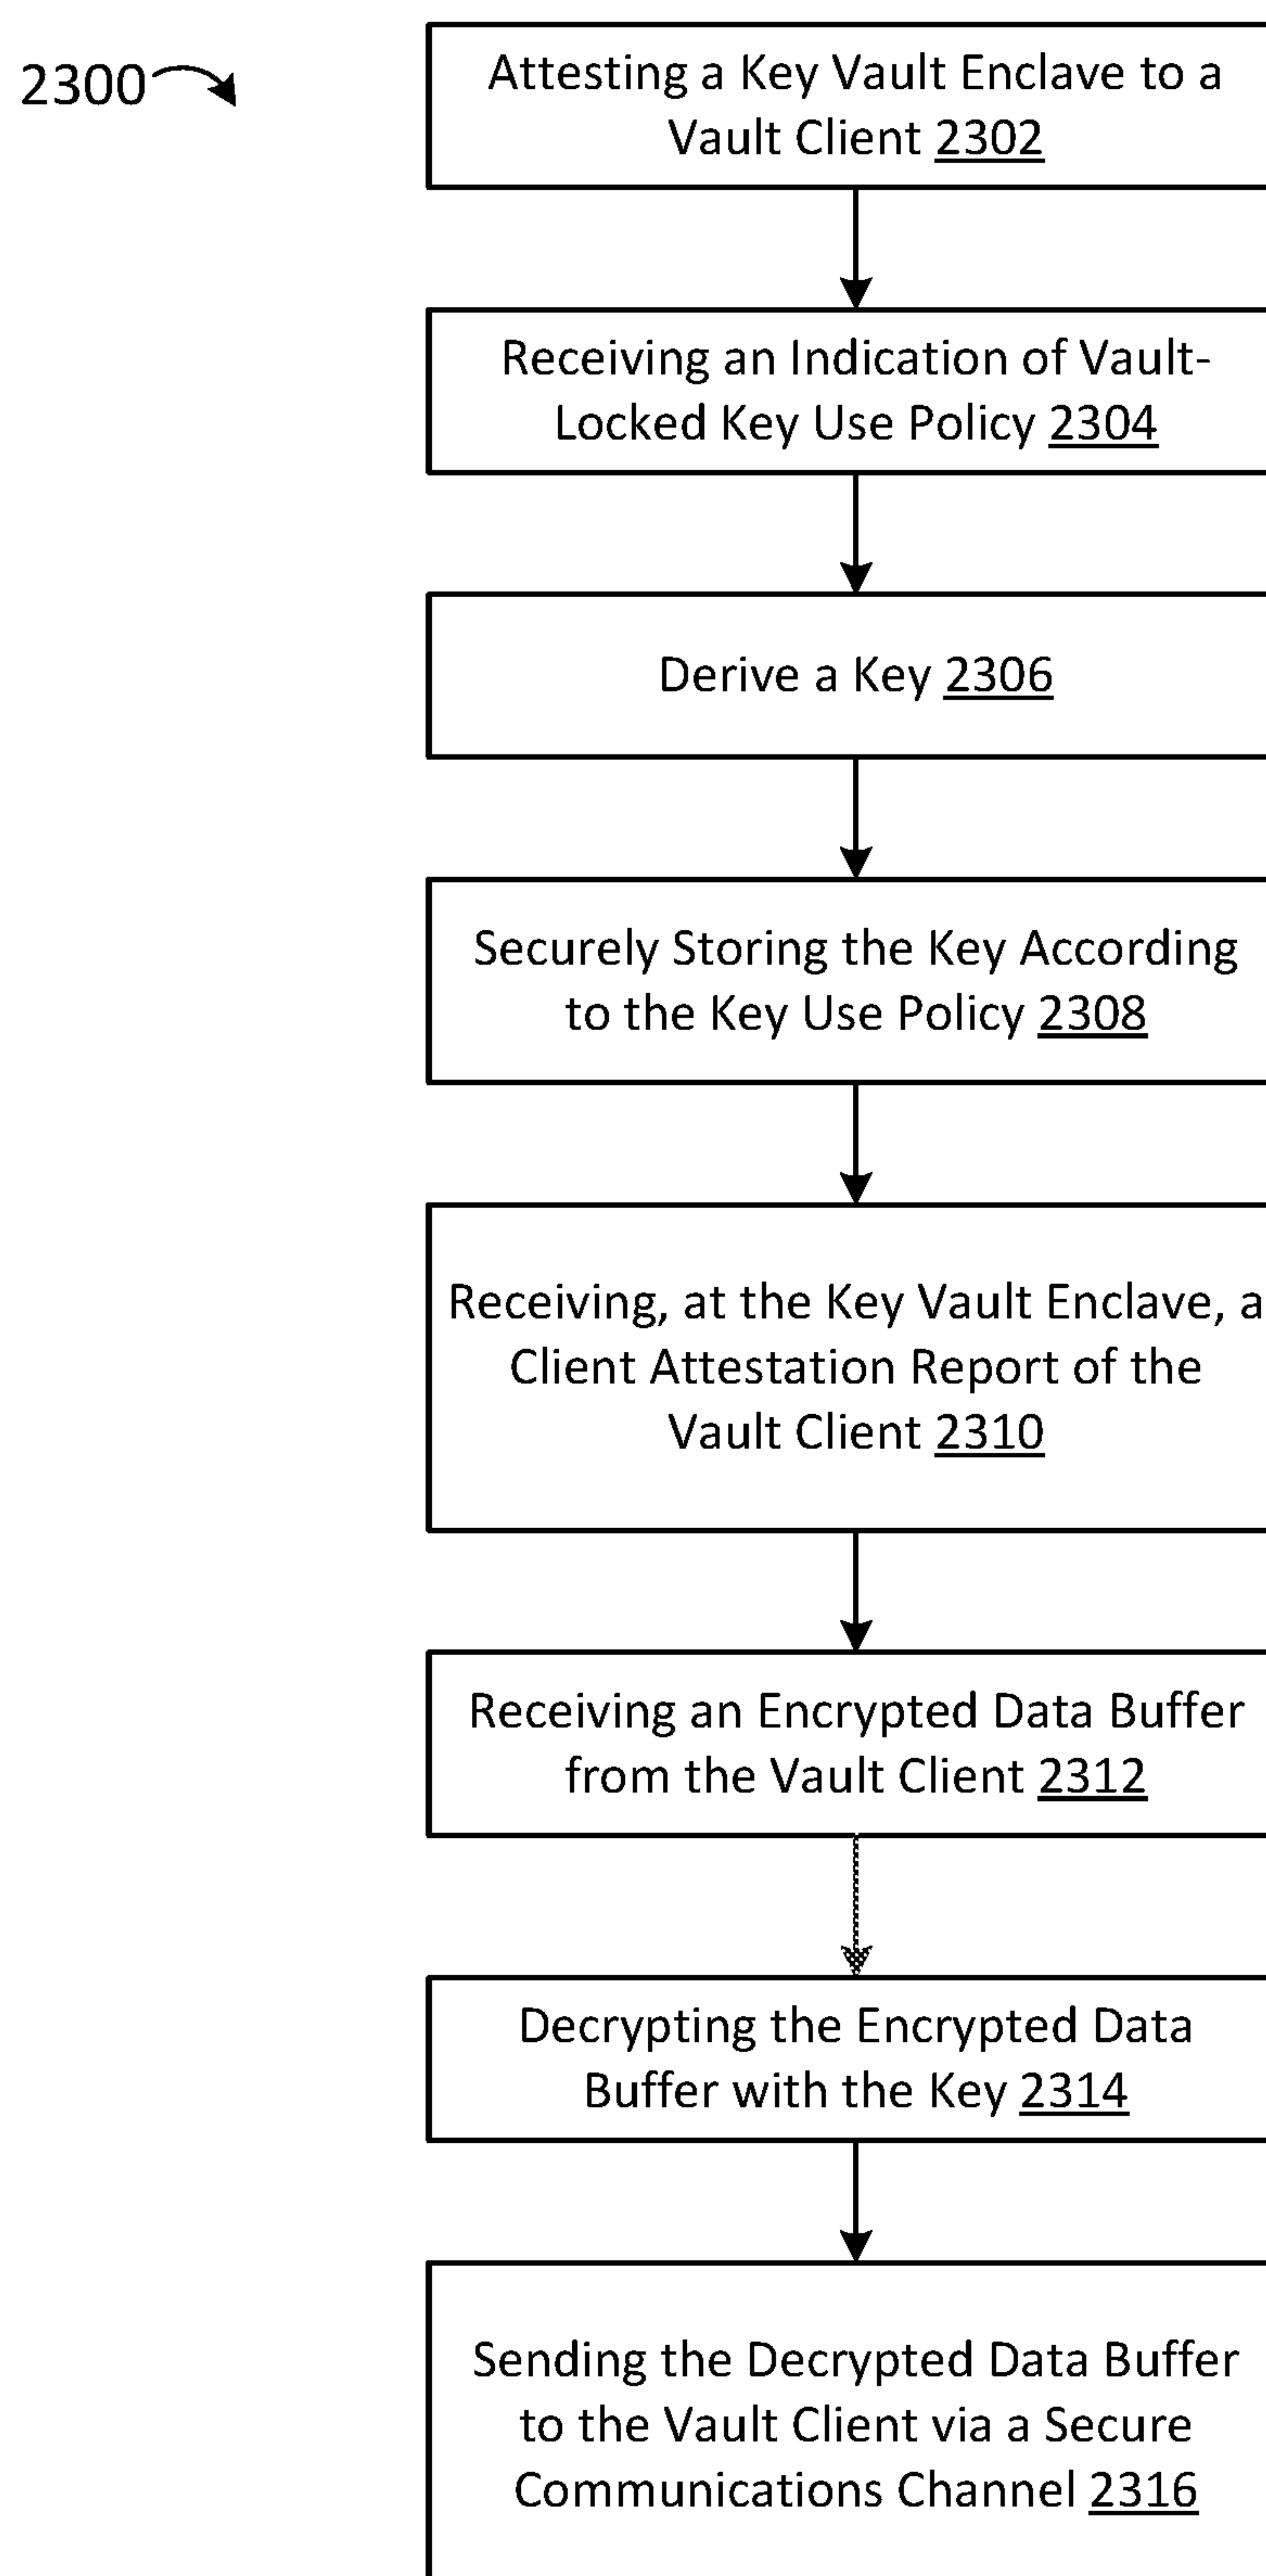 2300
Attesting a Key Vault Enclave to a
Vault Client 2302
Receiving an Indication of Vault-
Locked Key Use Policy 2304
Derive a Key 2306
Securely Storing the Key According
to the Key Use Policy 2308
Receiving, at the Key Vault Enclave, a
Client Attestation Report of the
Vault Client 2310
Receiving an Encrypted Data Buffer
from the Vault Client 2312
Decrypting the Encrypted Data
Buffer with the Key 2314
Sending the Decrypted Data Buffer
to the Vault Client via a Secure
Communications Channel 2316